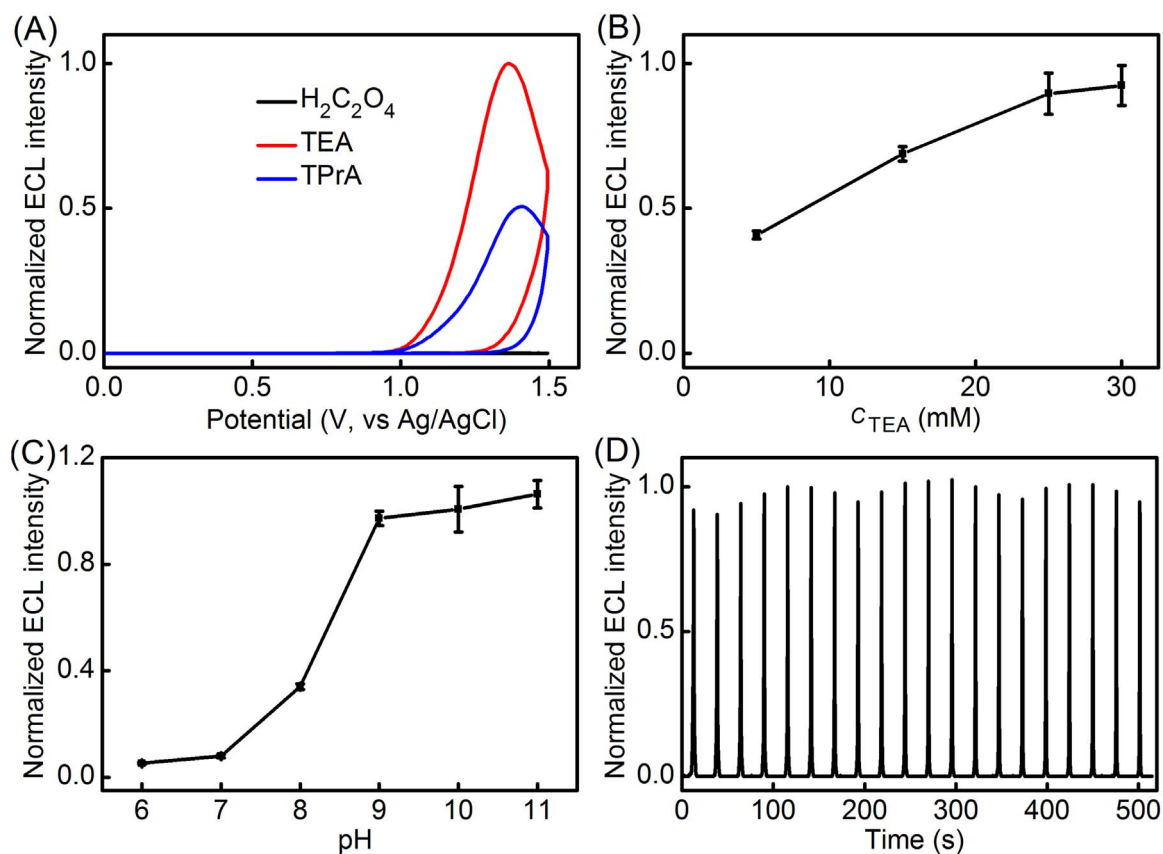 (A)
Normalized ECL intensity
1.0
0.5
0.0
H₂C₂O₄
TEA
TPrA
0.0 0.5 1.0 1.5
Potential (V, vs Ag/AgCl)
(B)
Normalized ECL intensity
1.0
0.5
0.0
0 10 20 30
C_TEA (mM)
(C)
Normalized ECL intensity
1.2
0.8
0.4
0.0
6 7 8 9 10 11
pH
(D)
Normalized ECL intensity
1.0
0.5
0.0
0 100 200 300 400 500
Time (s)